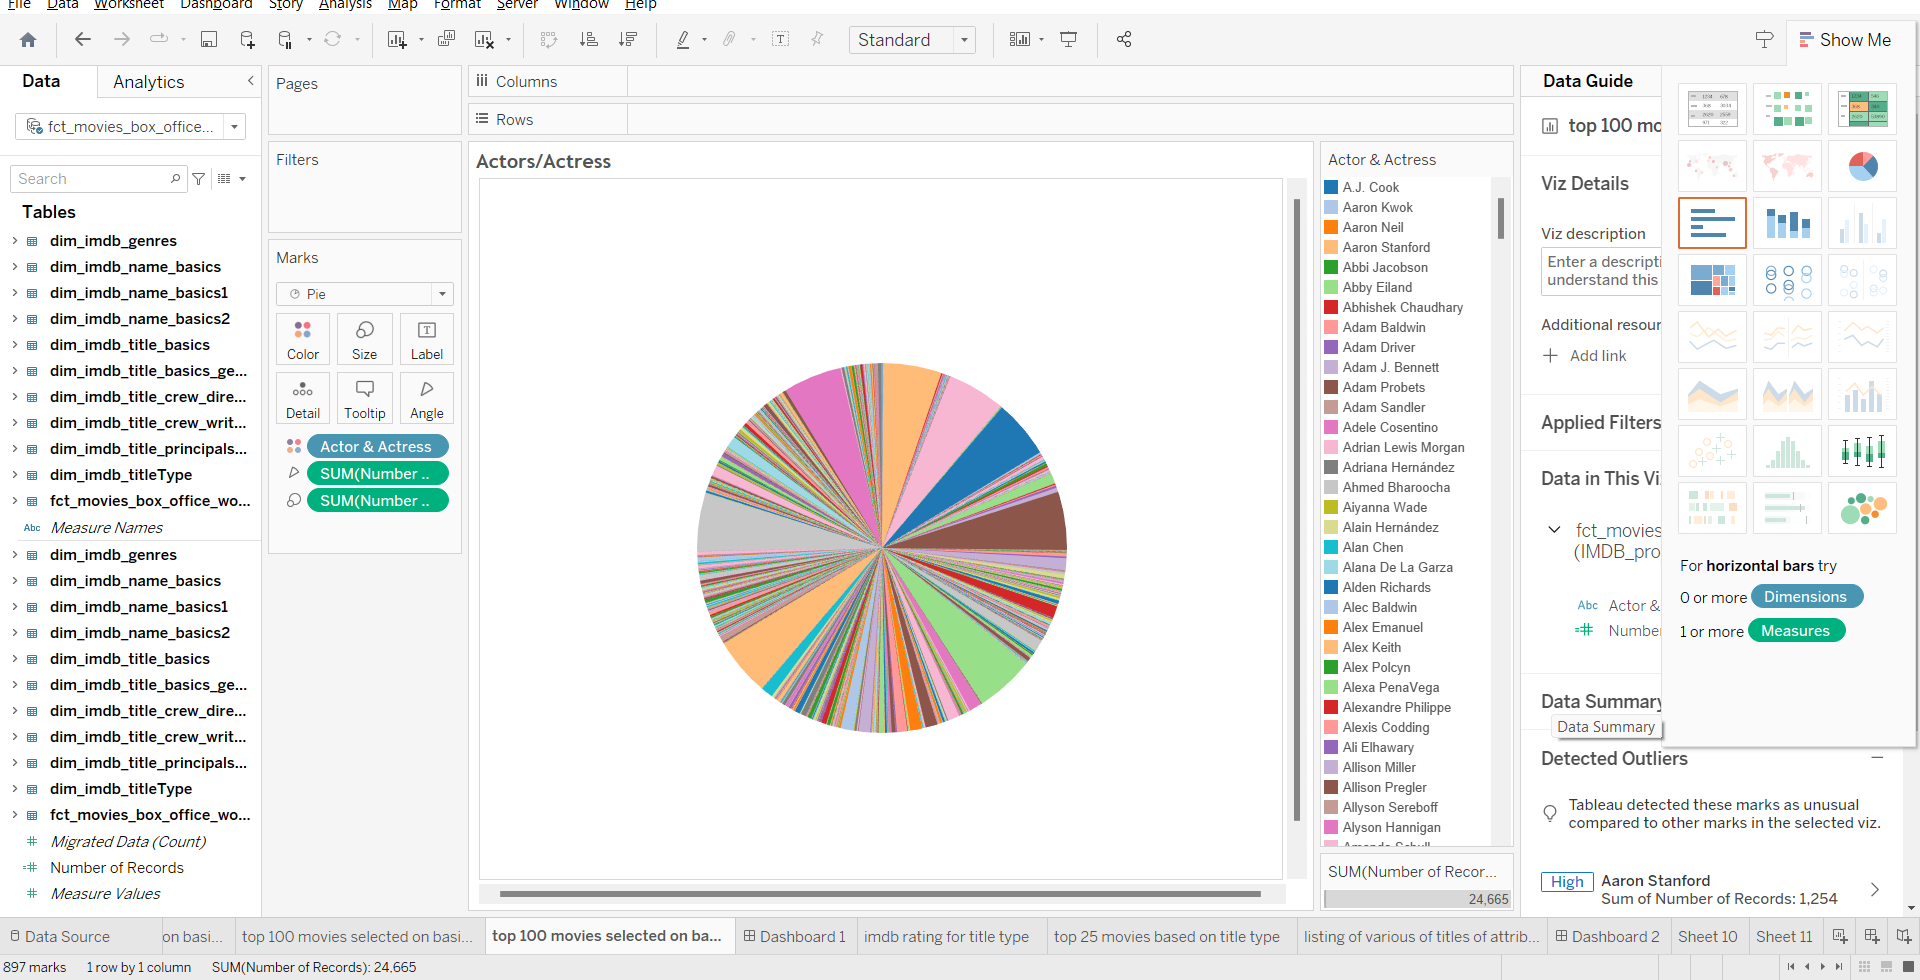 File Data Worksheet Dashboard Story Analysis Map Format Server Window Help
Standard
Show Me
Data
Analytics
fct_movies_box_office...
Search
Tables
dim_imdb_genres
dim_imdb_name_basics
dim_imdb_name_basics1
dim_imdb_name_basics2
dim_imdb_title_basics
dim_imdb_title_basics_ge...
dim_imdb_title_crew_dire...
dim_imdb_title_crew_writ...
dim_imdb_title_principals...
dim_imdb_titleType
fct_movies_box_office_wo...
Abc Measure Names
dim_imdb_genres
dim_imdb_name_basics
dim_imdb_name_basics1
dim_imdb_name_basics2
dim_imdb_title_basics
dim_imdb_title_basics_ge...
dim_imdb_title_crew_dire...
dim_imdb_title_crew_writ...
dim_imdb_title_principals...
dim_imdb_titleType
fct_movies_box_office_wo...
Migrated Data (Count)
Number of Records
Measure Values
Pages
Filters
Marks
Pie
Color Size Label
Detail Tooltip Angle
Actor & Actress
SUM(Number ..
SUM(Number ..
Columns
Rows
Actors/Actress
Actor & Actress
A.J. Cook
Aaron Kwok
Aaron Neil
Aaron Stanford
Abbi Jacobson
Abby Eiland
Abhishek Chaudhary
Adam Baldwin
Adam Driver
Adam J. Bennett
Adam Probets
Adam Sandler
Adele Cosentino
Adrian Lewis Morgan
Adriana Hernández
Ahmed Bharoocha
Aiyanna Wade
Alain Hernández
Alan Chen
Alana De La Garza
Alden Richards
Alec Baldwin
Alex Emanuel
Alex Keith
Alex Polcyn
Alexa PenaVega
Alexandre Philippe
Alexis Codding
Ali Elhawary
Allison Miller
Allison Pregler
Allyson Sereboff
Alyson Hannigan
SUM(Number of Recor...
24,665
Data Guide
top 100 mo
Viz Details
Viz description
Enter a descripti
understand this
Additional resour
Add link
Applied Filters
Data in This Vi
fct_movies
(IMDB_pro
Abc Actor &
Number
Data Summary
Data Summary
Detected Outliers
Tableau detected these marks as unusual
compared to other marks in the selected viz.
High Aaron Stanford
Sum of Number of Records: 1,254
For horizontal bars try
0 or more Dimensions
1 or more Measures
Data Source
on basi...
top 100 movies selected on basi...
top 100 movies selected on ba...
Dashboard 1
imdb rating for title type
top 25 movies based on title type
listing of various of titles of attrib...
Dashboard 2
Sheet 10
Sheet 11
897 marks 1 row by 1 column SUM(Number of Records): 24,665